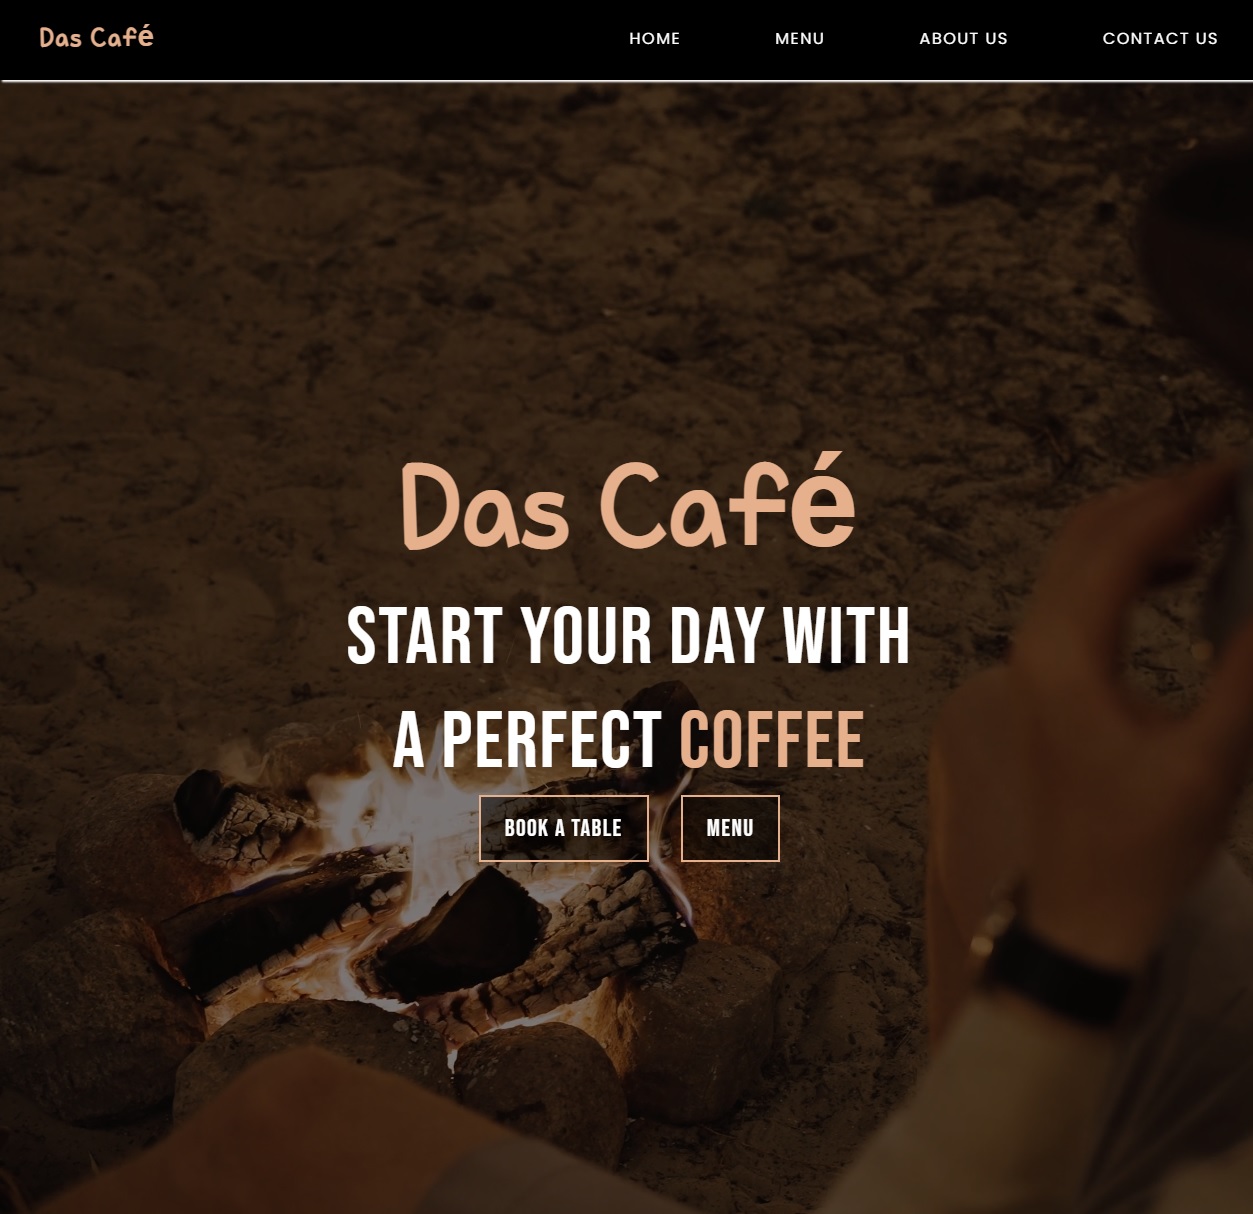 Das Café
HOME MENU ABOUT US CONTACT US
Das Café
START YOUR DAY WITH
A PERFECT COFFEE
BOOK A TABLE MENU